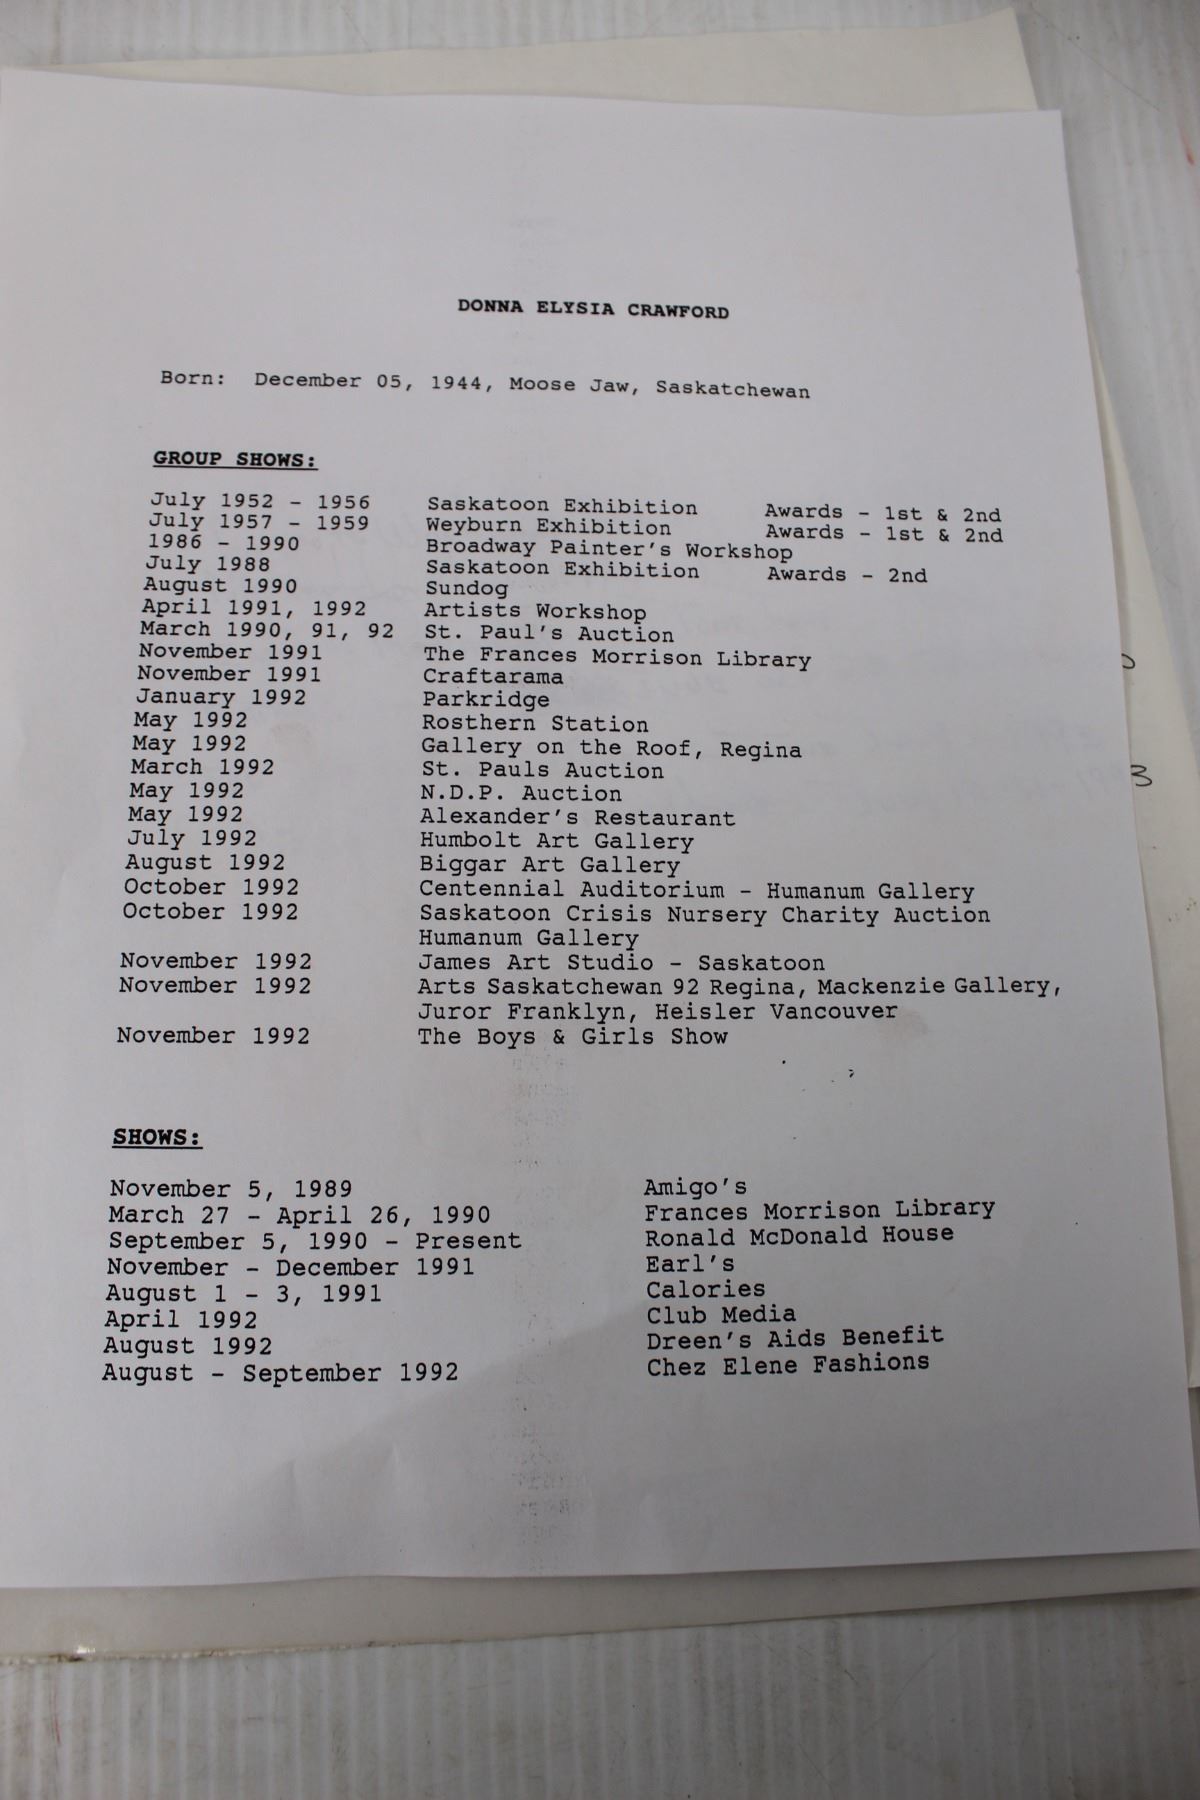 DONNA ELYSIA CRAWFORD
Born: December 05, 1944, Moose Jaw, Saskatchewan
GROUP SHOWS:
July 1952 - 1956 Saskatoon Exhibition Awards - 1st & 2nd
July 1957 - 1959 Weyburn Exhibition Awards - 1st & 2nd
1986 - 1990 Broadway Painter's Workshop
July 1988 Saskatoon Exhibition Awards - 2nd
August 1990 Sundog
April 1991, 1992 Artists Workshop
March 1990, 91, 92 St. Paul's Auction
November 1991 The Frances Morrison Library
November 1991 Craftarama
January 1992 Parkridge
May 1992 Rosthern Station
May 1992 Gallery on the Roof, Regina
March 1992 St. Pauls Auction
May 1992 N.D.P. Auction
May 1992 Alexander's Restaurant
July 1992 Humbolt Art Gallery
August 1992 Biggar Art Gallery
October 1992 Centennial Auditorium - Humanum Gallery
October 1992 Saskatoon Crisis Nursery Charity Auction
Humanum Gallery
November 1992 James Art Studio - Saskatoon
November 1992 Arts Saskatchewan 92 Regina, Mackenzie Gallery,
Juror Franklyn, Heisler Vancouver
November 1992 The Boys & Girls Show
SHOWS:
November 5, 1989 Amigo's
March 27 - April 26, 1990 Frances Morrison Library
September 5, 1990 - Present Ronald McDonald House
November - December 1991 Earl's
August 1 - 3, 1991 Calories
April 1992 Club Media
August 1992 Dreen's Aids Benefit
August - September 1992 Chez Elene Fashions